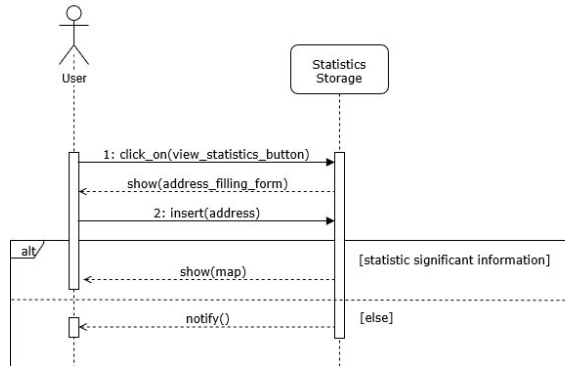 User
Statistics
Storage
1: click_on(view_statistics_button)
show(address_filling_form)
2: insert(address)
alt
[statistic significant information]
show(map)
notify()
[else]